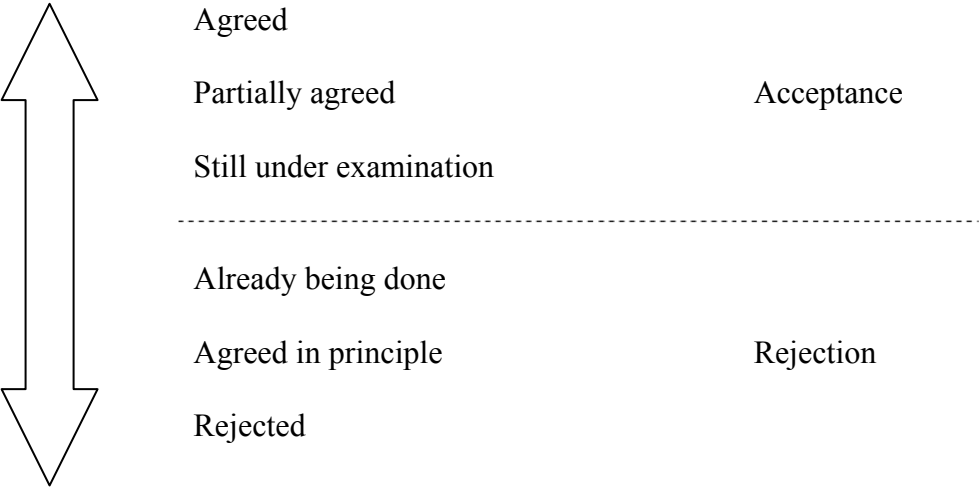 Agreed
Partially agreed Acceptance
Still under examination
Already being done
Agreed in principle Rejection
Rejected